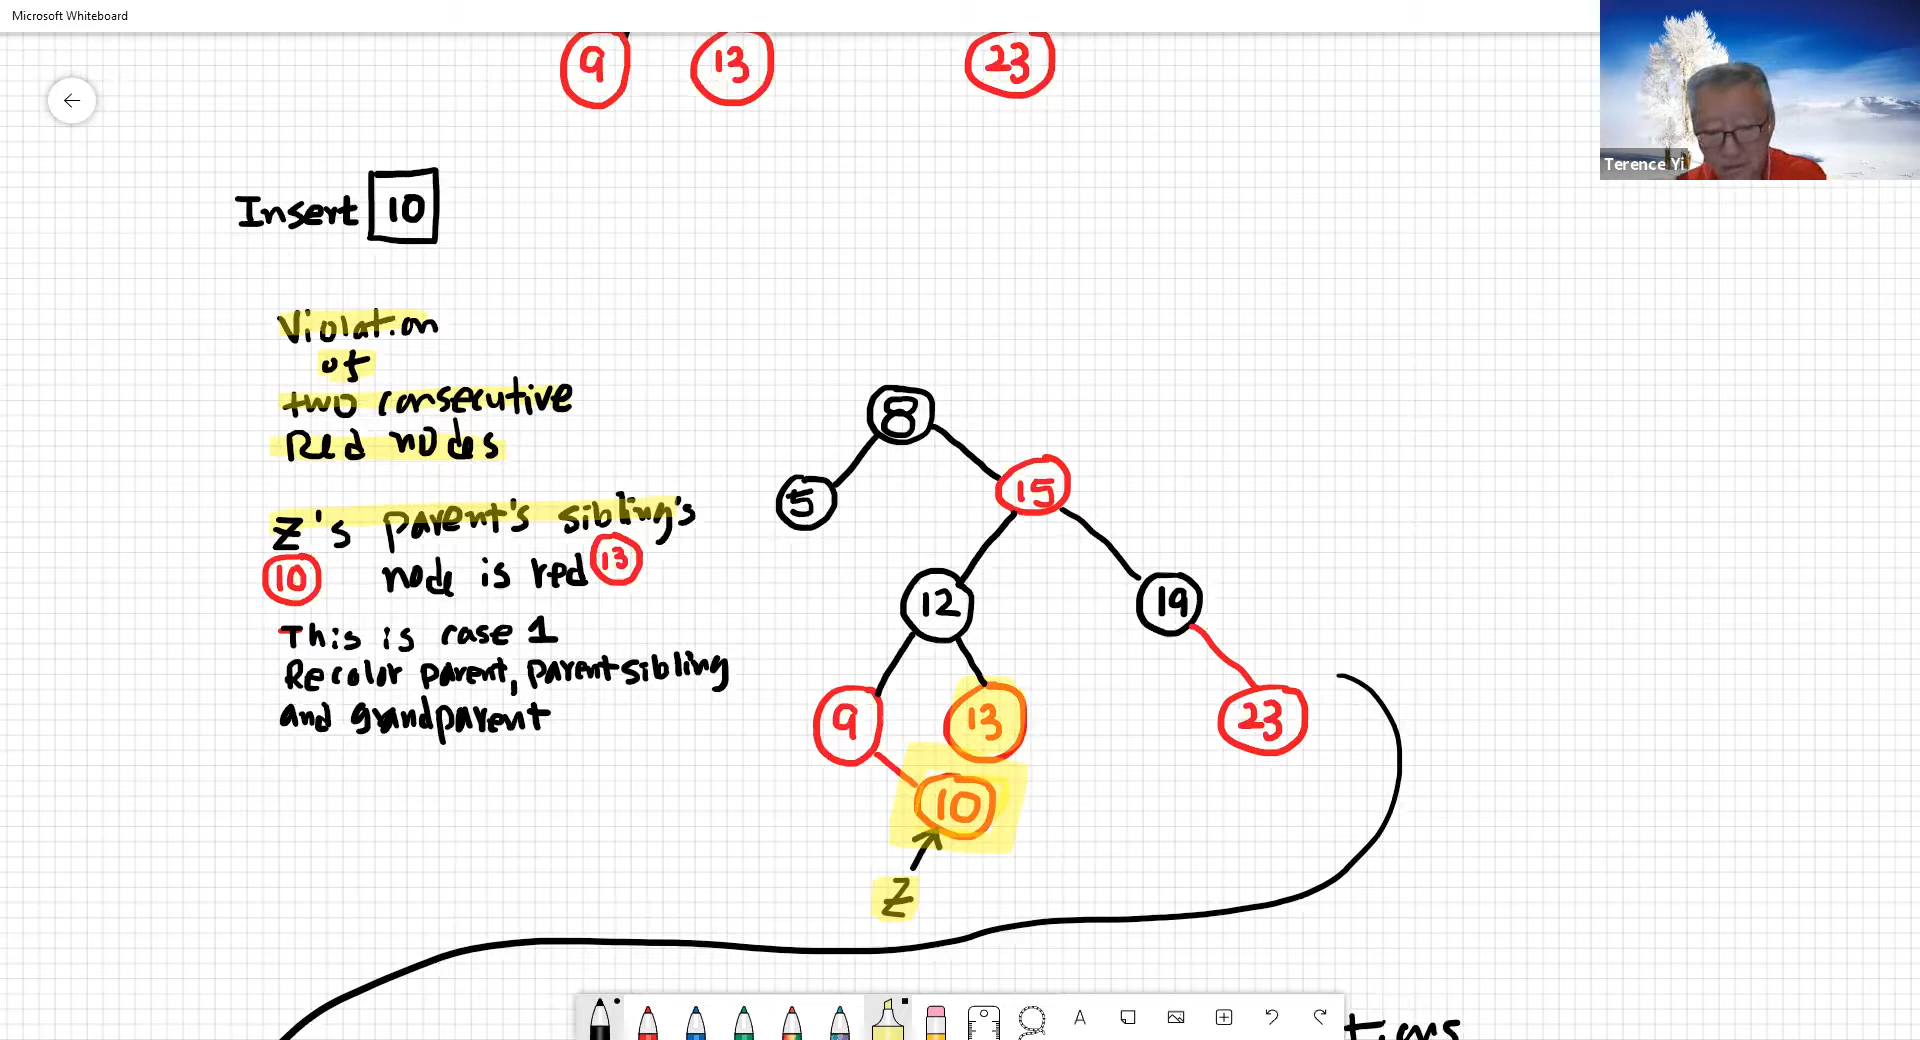 Microsoft Whiteboard
9 13 23
Terence Yi
Insert 10
Violation
of
two consecutive
Red nodes
Z's parent's sibling's
10 node is red 13
This is case 1
Recolor parent, parent sibling
and grandparent
8
5 15
12 19
9 13 23
10
Z
A
tions